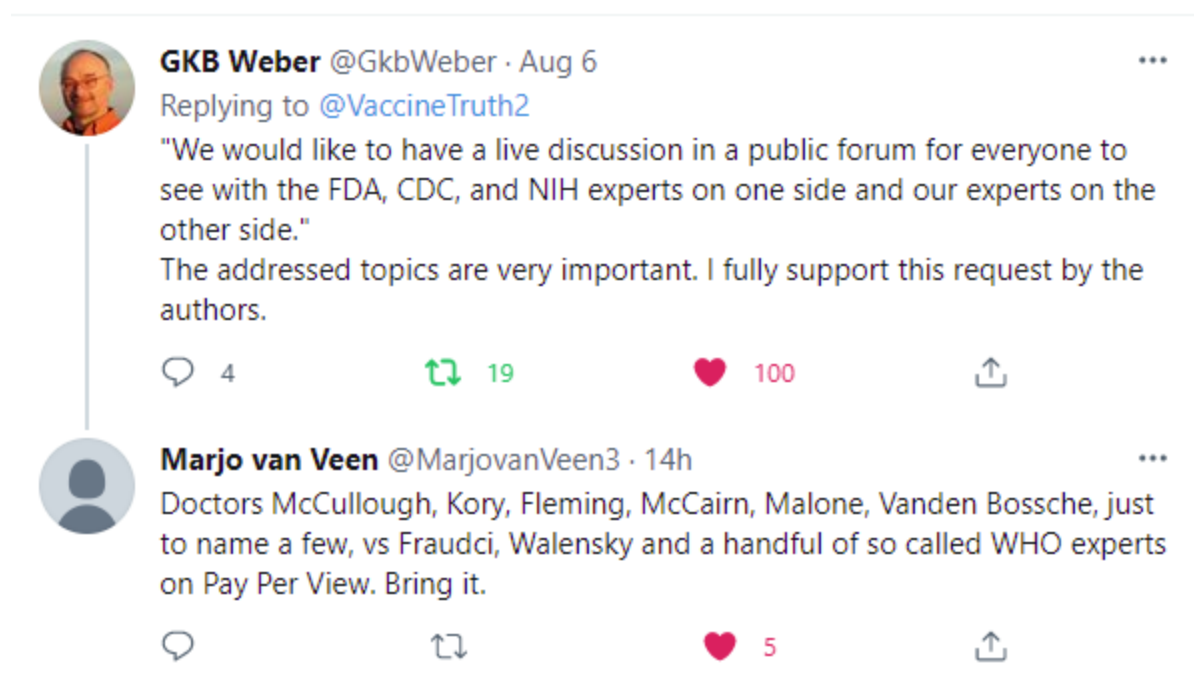 GKB Weber @GkbWeber · Aug 6
Replying to @VaccineTruth2
"We would like to have a live discussion in a public forum for everyone to
see with the FDA, CDC, and NIH experts on one side and our experts on the
other side."
The addressed topics are very important. I fully support this request by the
authors.
4 19 100
Marjo van Veen @MarjovanVeen3 · 14h
Doctors McCullough, Kory, Fleming, McCairn, Malone, Vanden Bossche, just
to name a few, vs Fraudci, Walensky and a handful of so called WHO experts
on Pay Per View. Bring it.
5